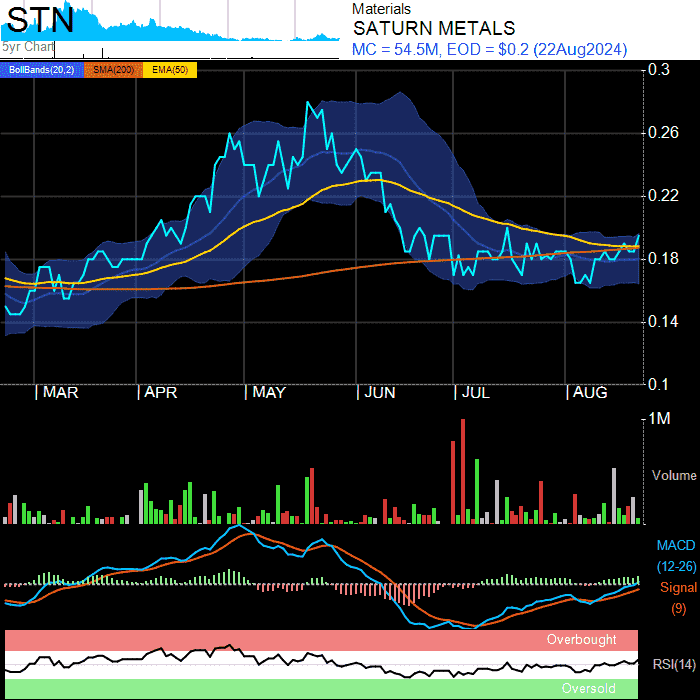 STN
5yr Chart
Materials
SATURN METALS
MC = 54.5M, EOD = $0.2 (22Aug2024)
BollBands(20,2) SMA(200) EMA(50)
0.3
0.26
0.22
0.18
0.14
0.1
MAR APR MAY JUN JUL AUG
1M
Volume
MACD
(12-26)
Signal
(9)
Overbought
RSI(14)
Oversold